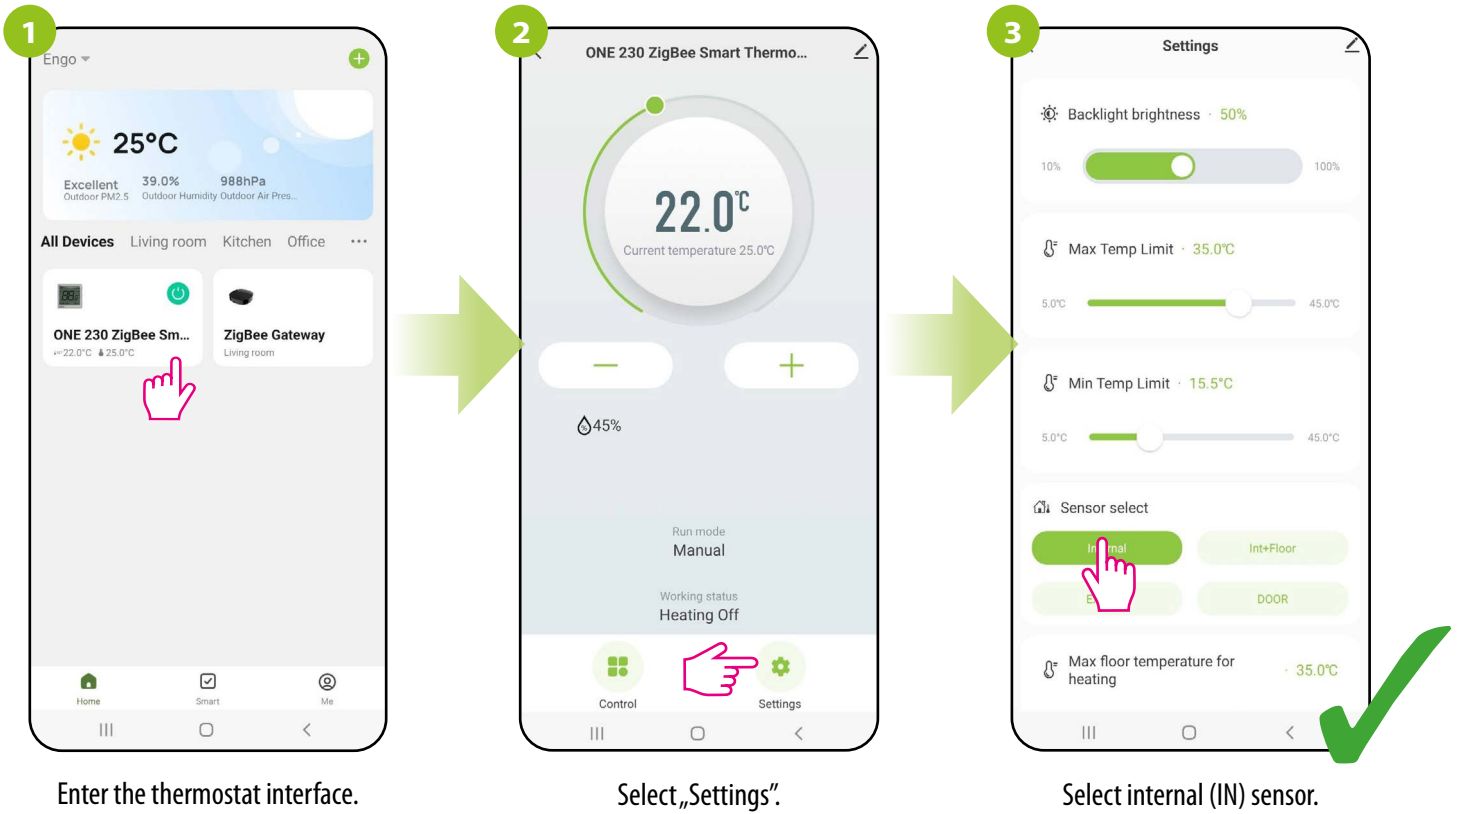 1
Engo
25°C
Excellent
Outdoor PM2.5
39.0%
Outdoor Humidity
988hPa
Outdoor Air Pres...
All Devices Living room Kitchen Office ...
ONE 230 ZigBee Sm...
22.0°C 25.0°C
ZigBee Gateway
Living room
Home Smart Me
Enter the thermostat interface.
2
ONE 230 ZigBee Smart Thermo...
22.0°C
Current temperature 25.0°C
45%
Run mode
Manual
Working status
Heating Off
Control Settings
Select „Settings”.
3
Settings
Backlight brightness · 50%
10% 100%
Max Temp Limit · 35.0°C
5.0°C 45.0°C
Min Temp Limit · 15.5°C
5.0°C 45.0°C
Sensor select
Int+Floor
DOOR
Max floor temperature for
heating · 35.0°C
Select internal (IN) sensor.